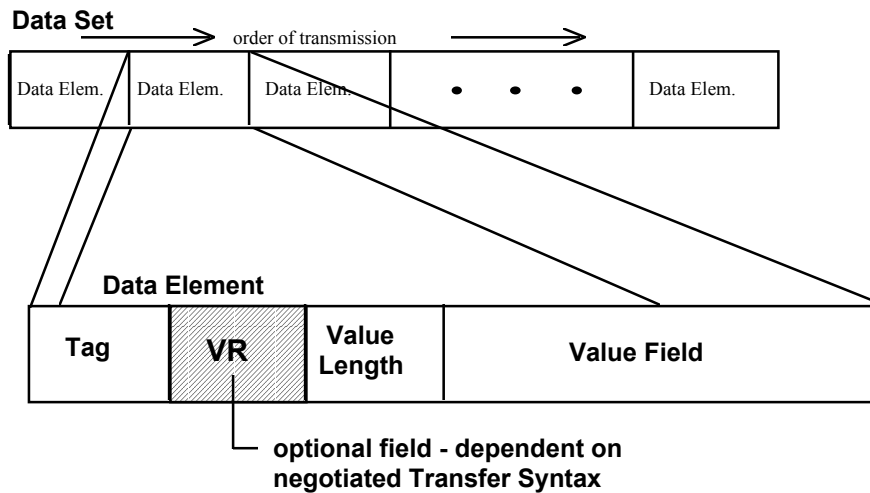 Data Set
order of transmission
Data Elem. Data Elem. Data Elem. • • • Data Elem.
Data Element
Tag VR Value Length Value Field
optional field - dependent on
negotiated Transfer Syntax